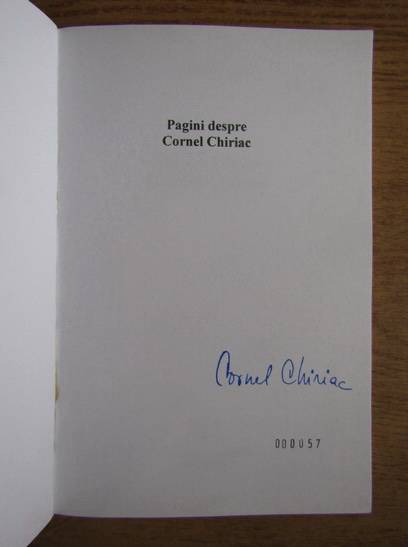 Pagini despre
Cornel Chiriac
Cornel Chiriac
000057